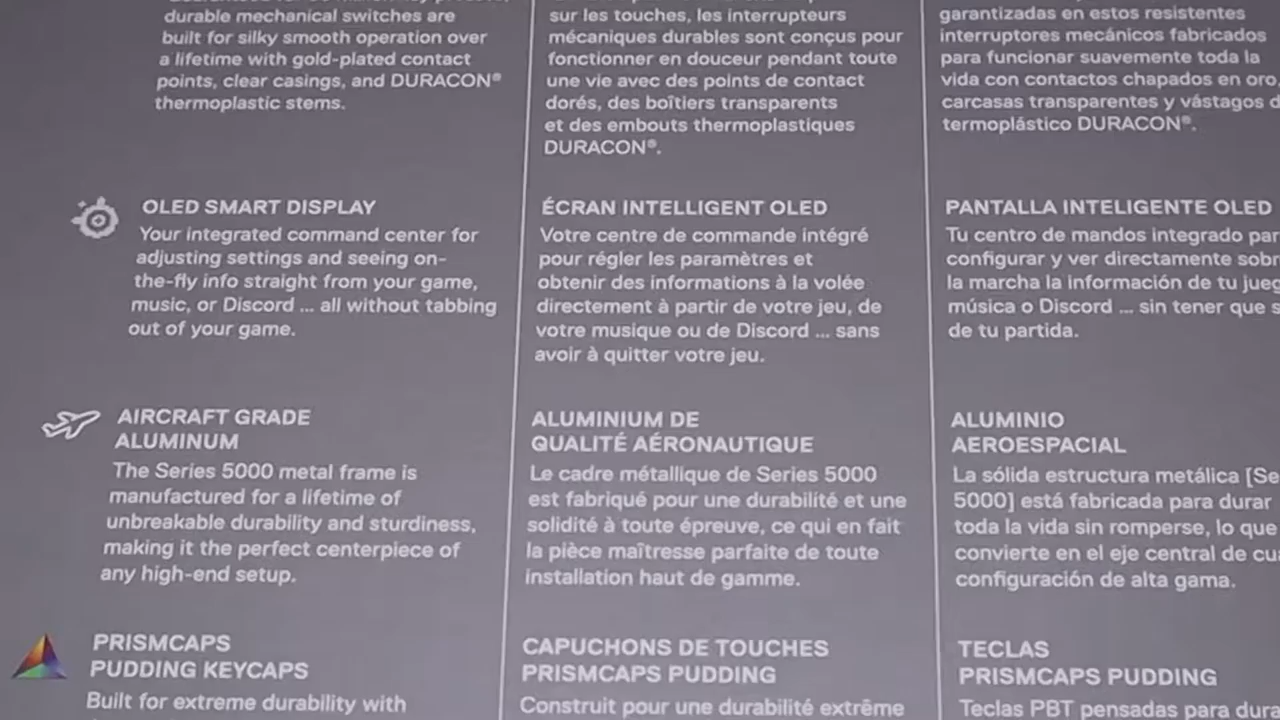 durable mechanical switches are
built for silky smooth operation over
a lifetime with gold-plated contact
points, clear casings, and DURACON®
thermoplastic stems.
OLED SMART DISPLAY
Your integrated command center for
adjusting settings and seeing on-
the-fly info straight from your game,
music, or Discord ... all without tabbing
out of your game.
AIRCRAFT GRADE
ALUMINUM
The Series 5000 metal frame is
manufactured for a lifetime of
unbreakable durability and sturdiness,
making it the perfect centerpiece of
any high-end setup.
PRISMCAPS
PUDDING KEYCAPS
Built for extreme durability with
sur les touches, les interrupteurs
mécaniques durables sont conçus pour
fonctionner en douceur pendant toute
une vie avec des points de contact
dorés, des boîtiers transparents
et des embouts thermoplastiques
DURACON®.
ÉCRAN INTELLIGENT OLED
Votre centre de commande intégré
pour régler les paramètres et
obtenir des informations à la volée
directement à partir de votre jeu, de
votre musique ou de Discord ... sans
avoir à quitter votre jeu.
ALUMINIUM DE
QUALITÉ AÉRONAUTIQUE
Le cadre métallique de Series 5000
est fabriqué pour une durabilité et une
solidité à toute épreuve, ce qui en fait
la pièce maîtresse parfaite de toute
installation haut de gamme.
CAPUCHONS DE TOUCHES
PRISMCAPS PUDDING
Construit pour une durabilité extrême
garantizadas en estos resistentes
interruptores mecánicos fabricados
para funcionar suavemente toda la
vida con contactos chapados en oro,
carcasas transparentes y vástagos d
termoplástico DURACON®.
PANTALLA INTELIGENTE OLED
Tu centro de mandos integrado par
configurar y ver directamente sobr
la marcha la información de tu jueg
música o Discord ... sin tener que s
de tu partida.
ALUMINIO
AEROESPACIAL
La sólida estructura metálica [Se
5000] está fabricada para durar
toda la vida sin romperse, lo que
convierte en el eje central de cu
configuración de alta gama.
TECLAS
PRISMCAPS PUDDING
Teclas PBT pensadas para dura